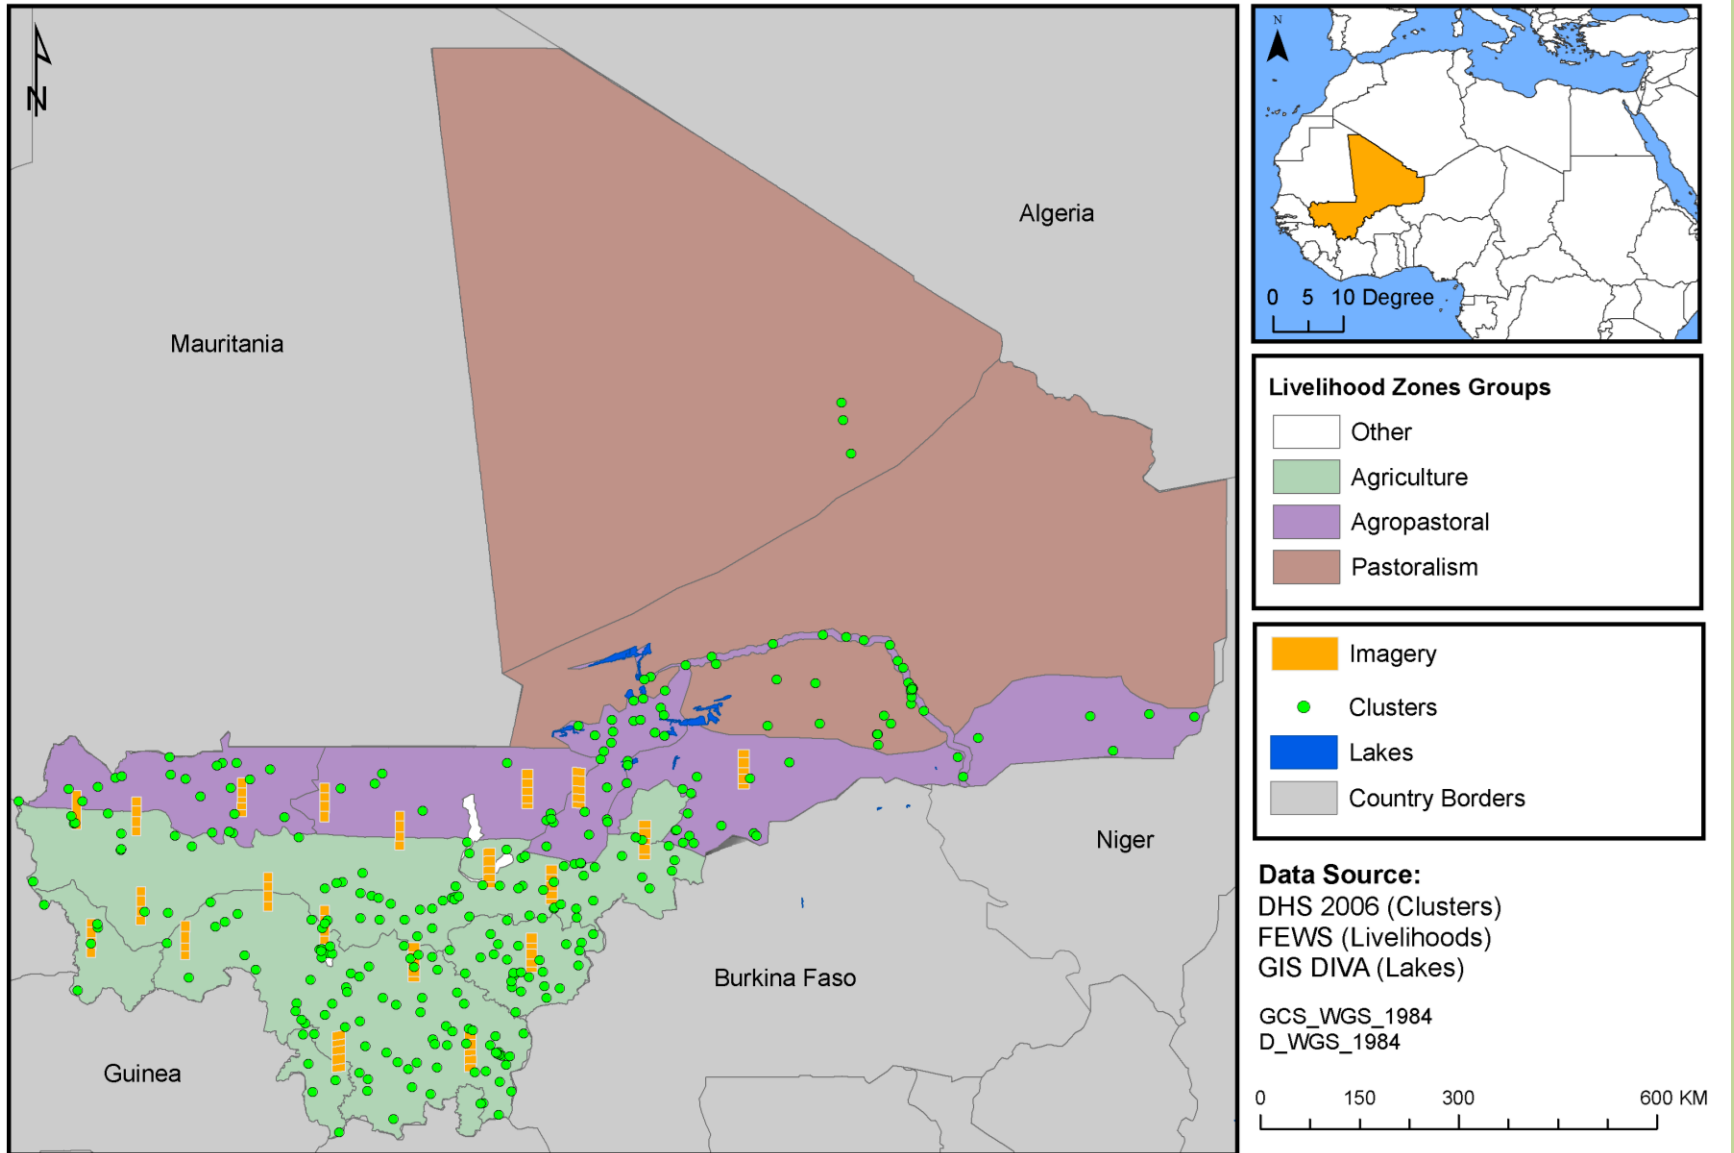 N
Mauritania
Algeria
Niger
Burkina Faso
Guinea
N
0 5 10 Degree
Livelihood Zones Groups
Other
Agriculture
Agropastoral
Pastoralism
Imagery
Clusters
Lakes
Country Borders
Data Source:
DHS 2006 (Clusters)
FEWS (Livelihoods)
GIS DIVA (Lakes)
GCS_WGS_1984
D_WGS_1984
0 150 300 600 KM